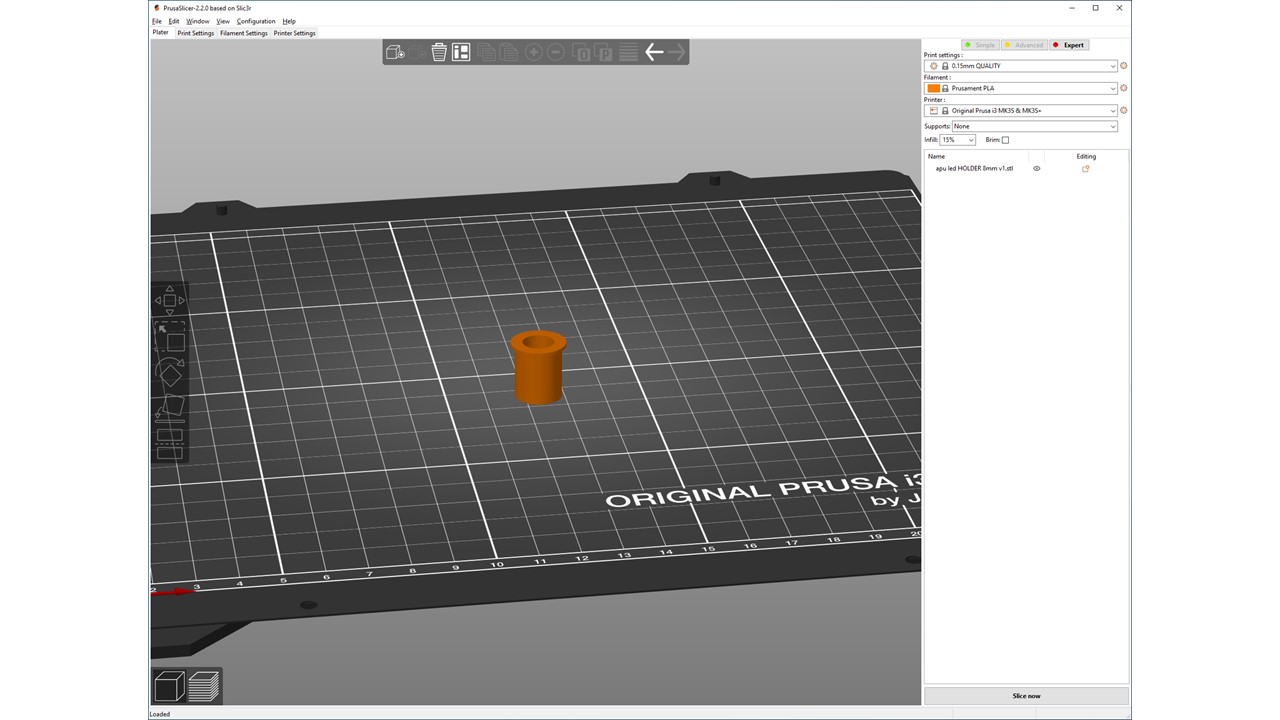 PrusaSlicer-2.2.0 based on Slic3r
File Edit Window View Configuration Help
Plater Print Settings Filament Settings Printer Settings
Simple Advanced Expert
Print settings :
0.15mm QUALITY
Filament :
Prusament PLA
Printer :
Original Prusa i3 MK3S & MK3S+
Supports: None
Infill: 15% Brim:
Name Editing
apu led HOLDER 8mm v1.stl
ORIGINAL PRUSA i3
by J
3 4 5 6 7 8 9 10 11 12 13 14 15 16 17 18 19 20
Slice now
Loaded